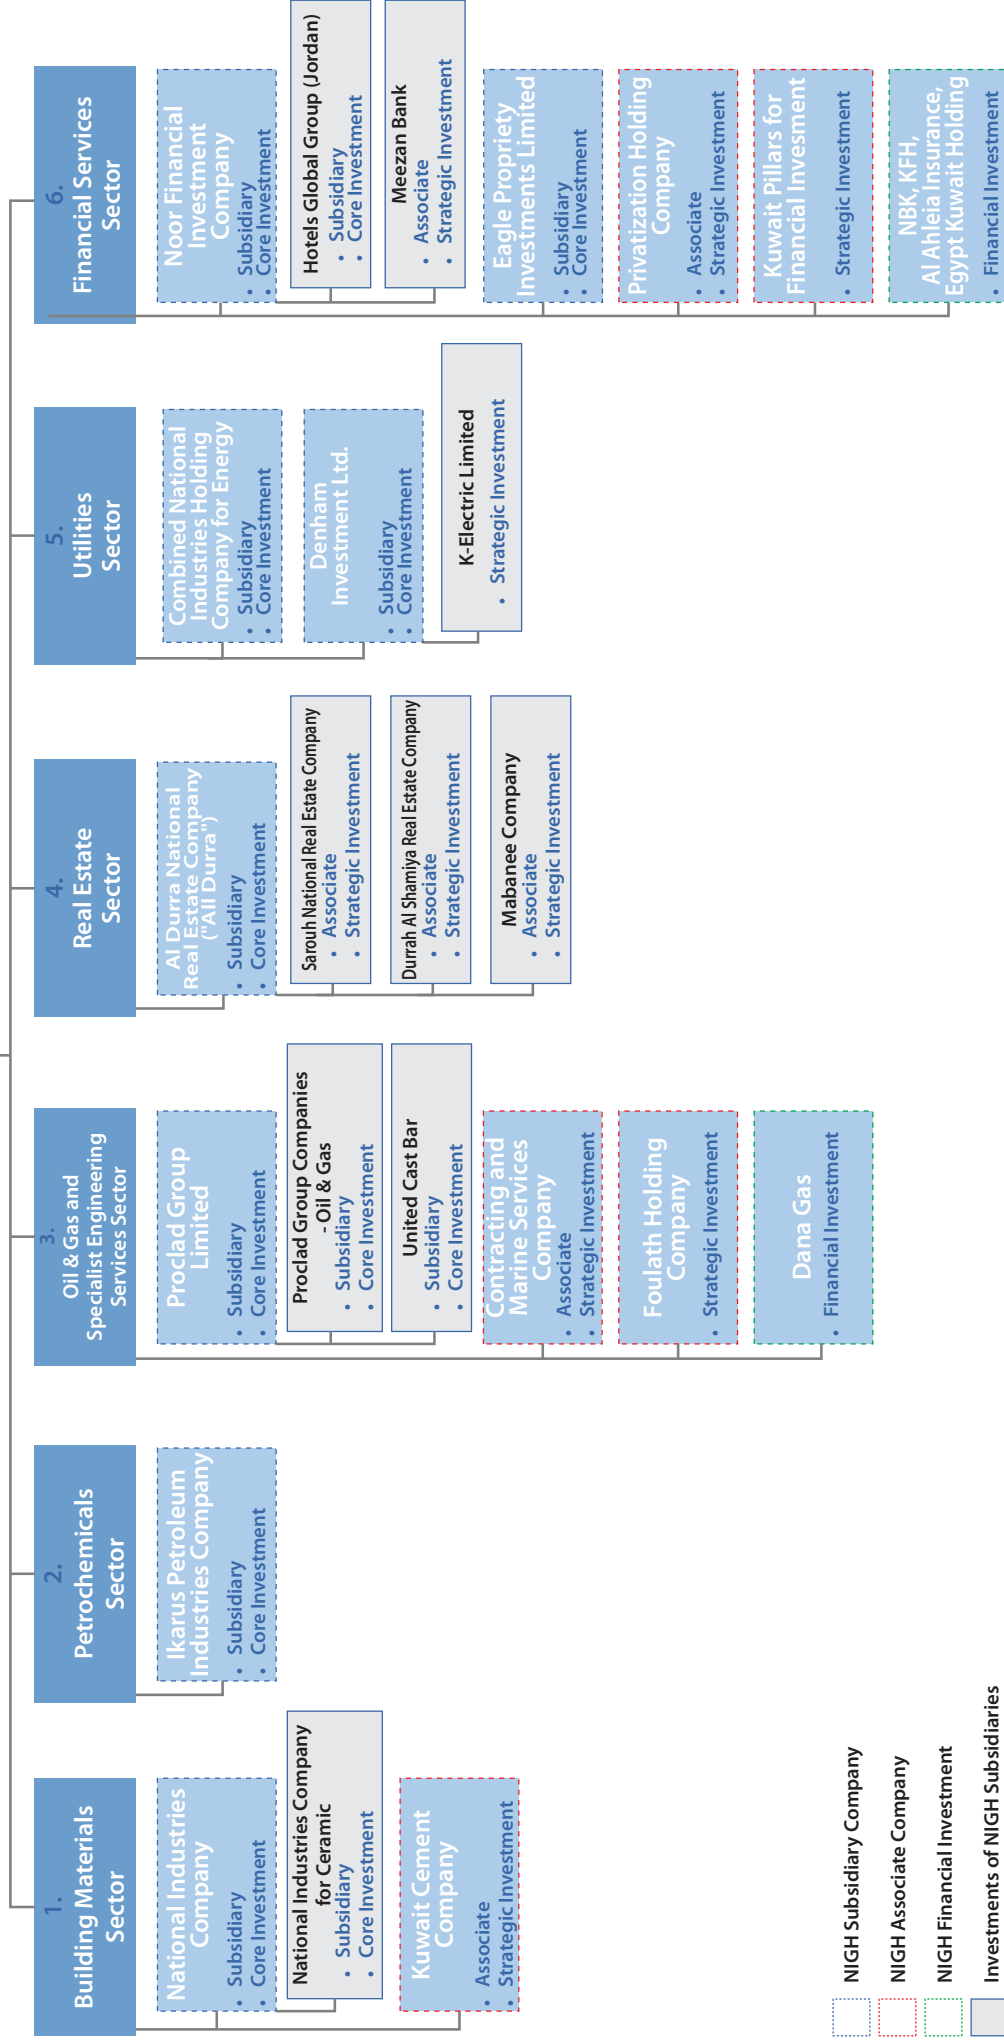 1.
Building Materials
Sector
National Industries
Company
• Subsidiary
• Core Investment
National Industries Company
for Ceramic
• Subsidiary
• Core Investment
Kuwait Cement
Company
• Associate
• Strategic Investment
2.
Petrochemicals
Sector
Ikarus Petroleum
Industries Company
• Subsidiary
• Core Investment
3.
Oil & Gas and
Specialist Engineering
Services Sector
Proclad Group
Limited
• Subsidiary
• Core Investment
Proclad Group Companies
- Oil & Gas
• Subsidiary
• Core Investment
United Cast Bar
• Subsidiary
• Core Investment
Contracting and
Marine Services
Company
• Associate
• Strategic Investment
Foulath Holding
Company
• Strategic Investment
Dana Gas
• Financial Investment
4.
Real Estate
Sector
Al Durra National
Real Estate Company
("All Durra")
• Subsidiary
• Core Investment
Sarouh National Real Estate Company
• Associate
• Strategic Investment
Durrah Al Shamiya Real Estate Company
• Associate
• Strategic Investment
Mabanee Company
• Associate
• Strategic Investment
5.
Utilities
Sector
Combined National
Industries Holding
Company for Energy
• Subsidiary
• Core Investment
Denham
Investment Ltd.
• Subsidiary
• Core Investment
K-Electric Limited
• Strategic Investment
6.
Financial Services
Sector
Noor Financial
Investment
Company
• Subsidiary
• Core Investment
Hotels Global Group (Jordan)
• Subsidiary
• Core Investment
Meezan Bank
• Associate
• Strategic Investment
Eagle Propriety
Investments Limited
• Subsidiary
• Core Investment
Privatization Holding
Company
• Associate
• Strategic Investment
Kuwait Pillars for
Financial Invesment
• Strategic Investment
NBK, KFH,
Al Ahleia Insurance,
Egypt Kuwait Holding
• Financial Investment
NIGH Subsidiary Company
NIGH Associate Company
NIGH Financial Investment
Investments of NIGH Subsidiaries